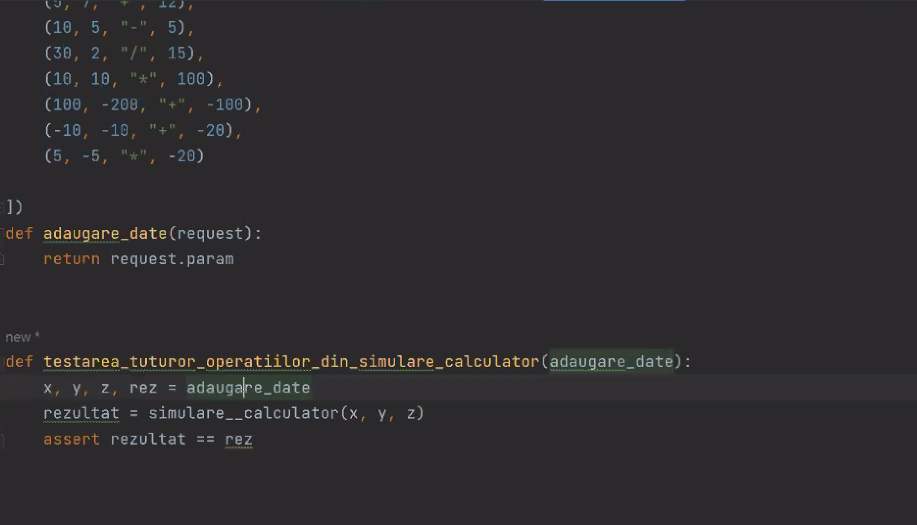 (5, 7, "+", 12),
(10, 5, "-", 5),
(30, 2, "/", 15),
(10, 10, "*", 100),
(100, -200, "+", -100),
(-10, -10, "+", -20),
(5, -5, "*", -20)
])
def adaugare_date(request):
return request.param
new *
def testarea_tuturor_operatiilor_din_simulare_calculator(adaugare_date):
x, y, z, rez = adaugare_date
rezultat = simulare__calculator(x, y, z)
assert rezultat == rez